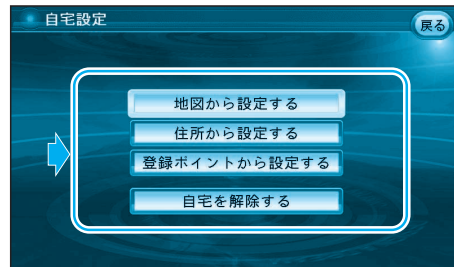 自宅設定
戻る
地図から設定する
住所から設定する
登録ポイントから設定する
自宅を解除する